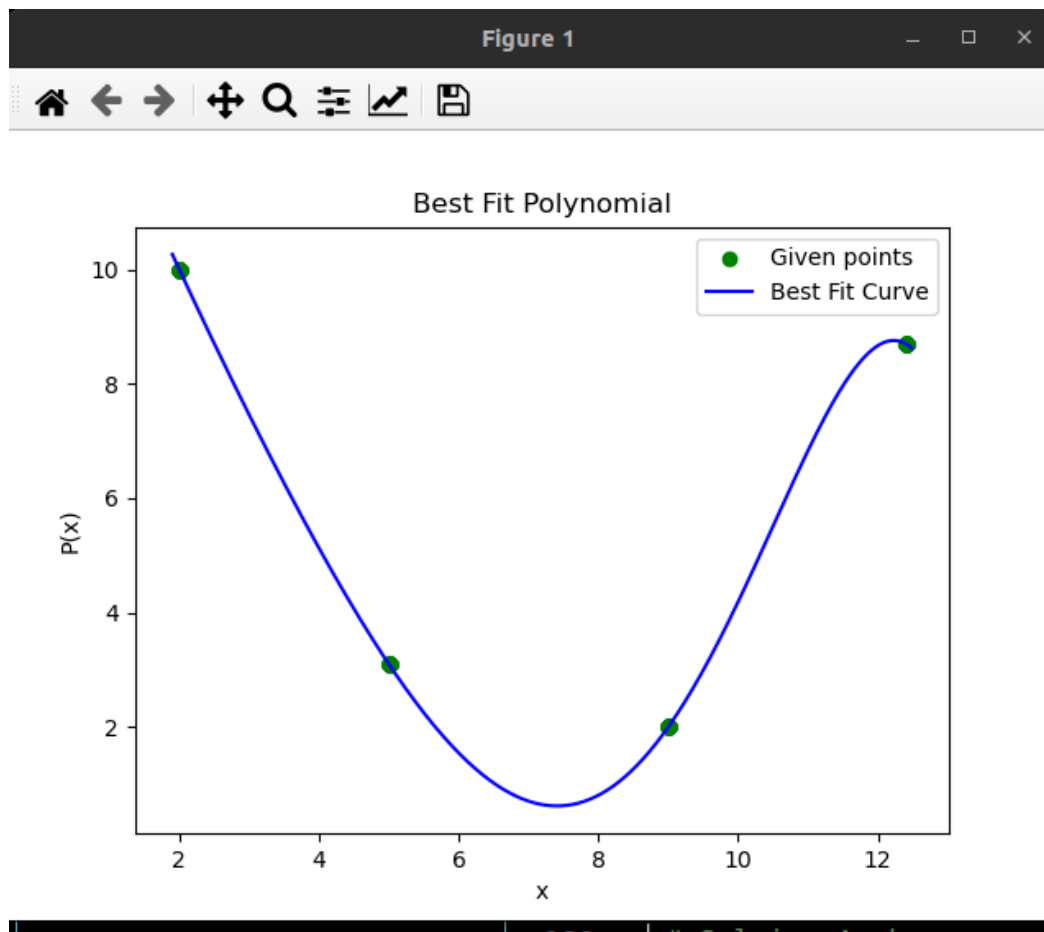 Figure 1
Best Fit Polynomial
Given points
Best Fit Curve
10
8
6
4
2
P(x)
2 4 6 8 10 12
x